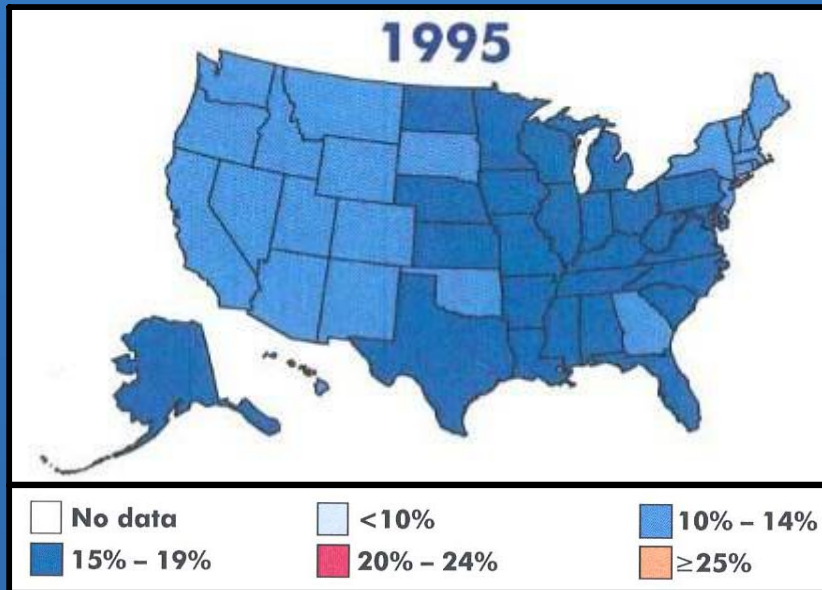 1995
No data
<10%
10% – 14%
15% – 19%
20% – 24%
≥25%